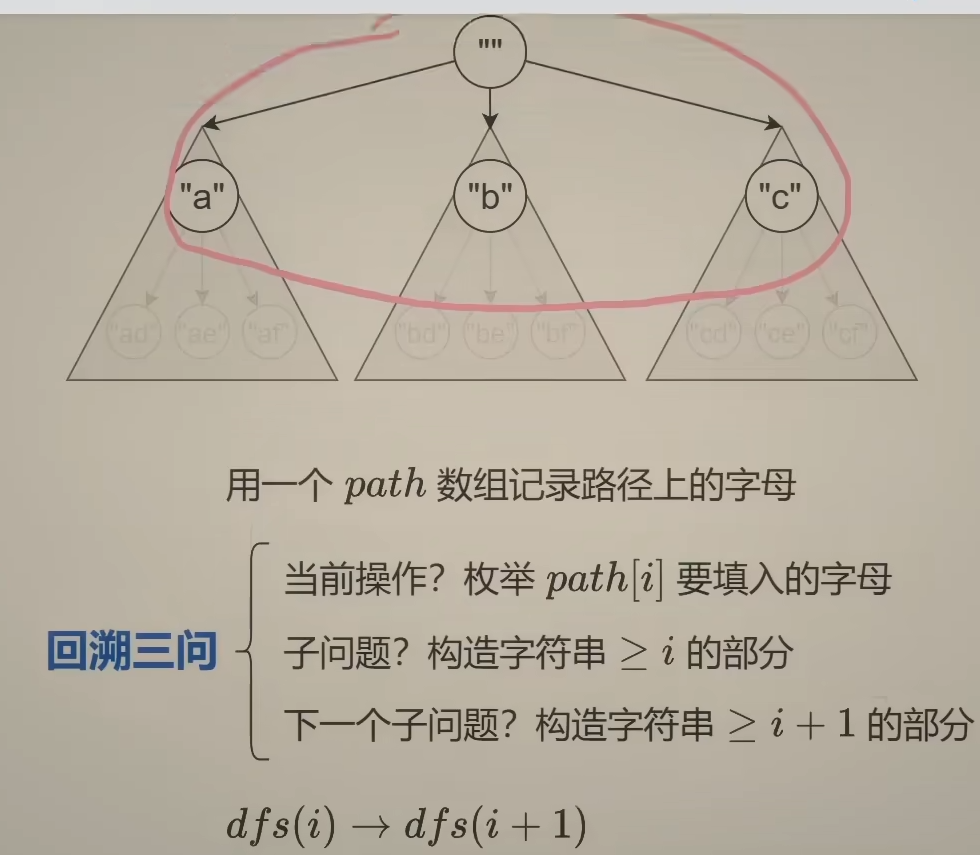 ""
"a" "b" "c"
"ad" "ae" "af" "bd" "be" "bf" "cd" "ce" "cf"
用一个 path 数组记录路径上的字母
当前操作？枚举 path[i] 要填入的字母
回溯三问
子问题？构造字符串 ≥ i 的部分
下一个子问题？构造字符串 ≥ i + 1 的部分
dfs(i) → dfs(i + 1)